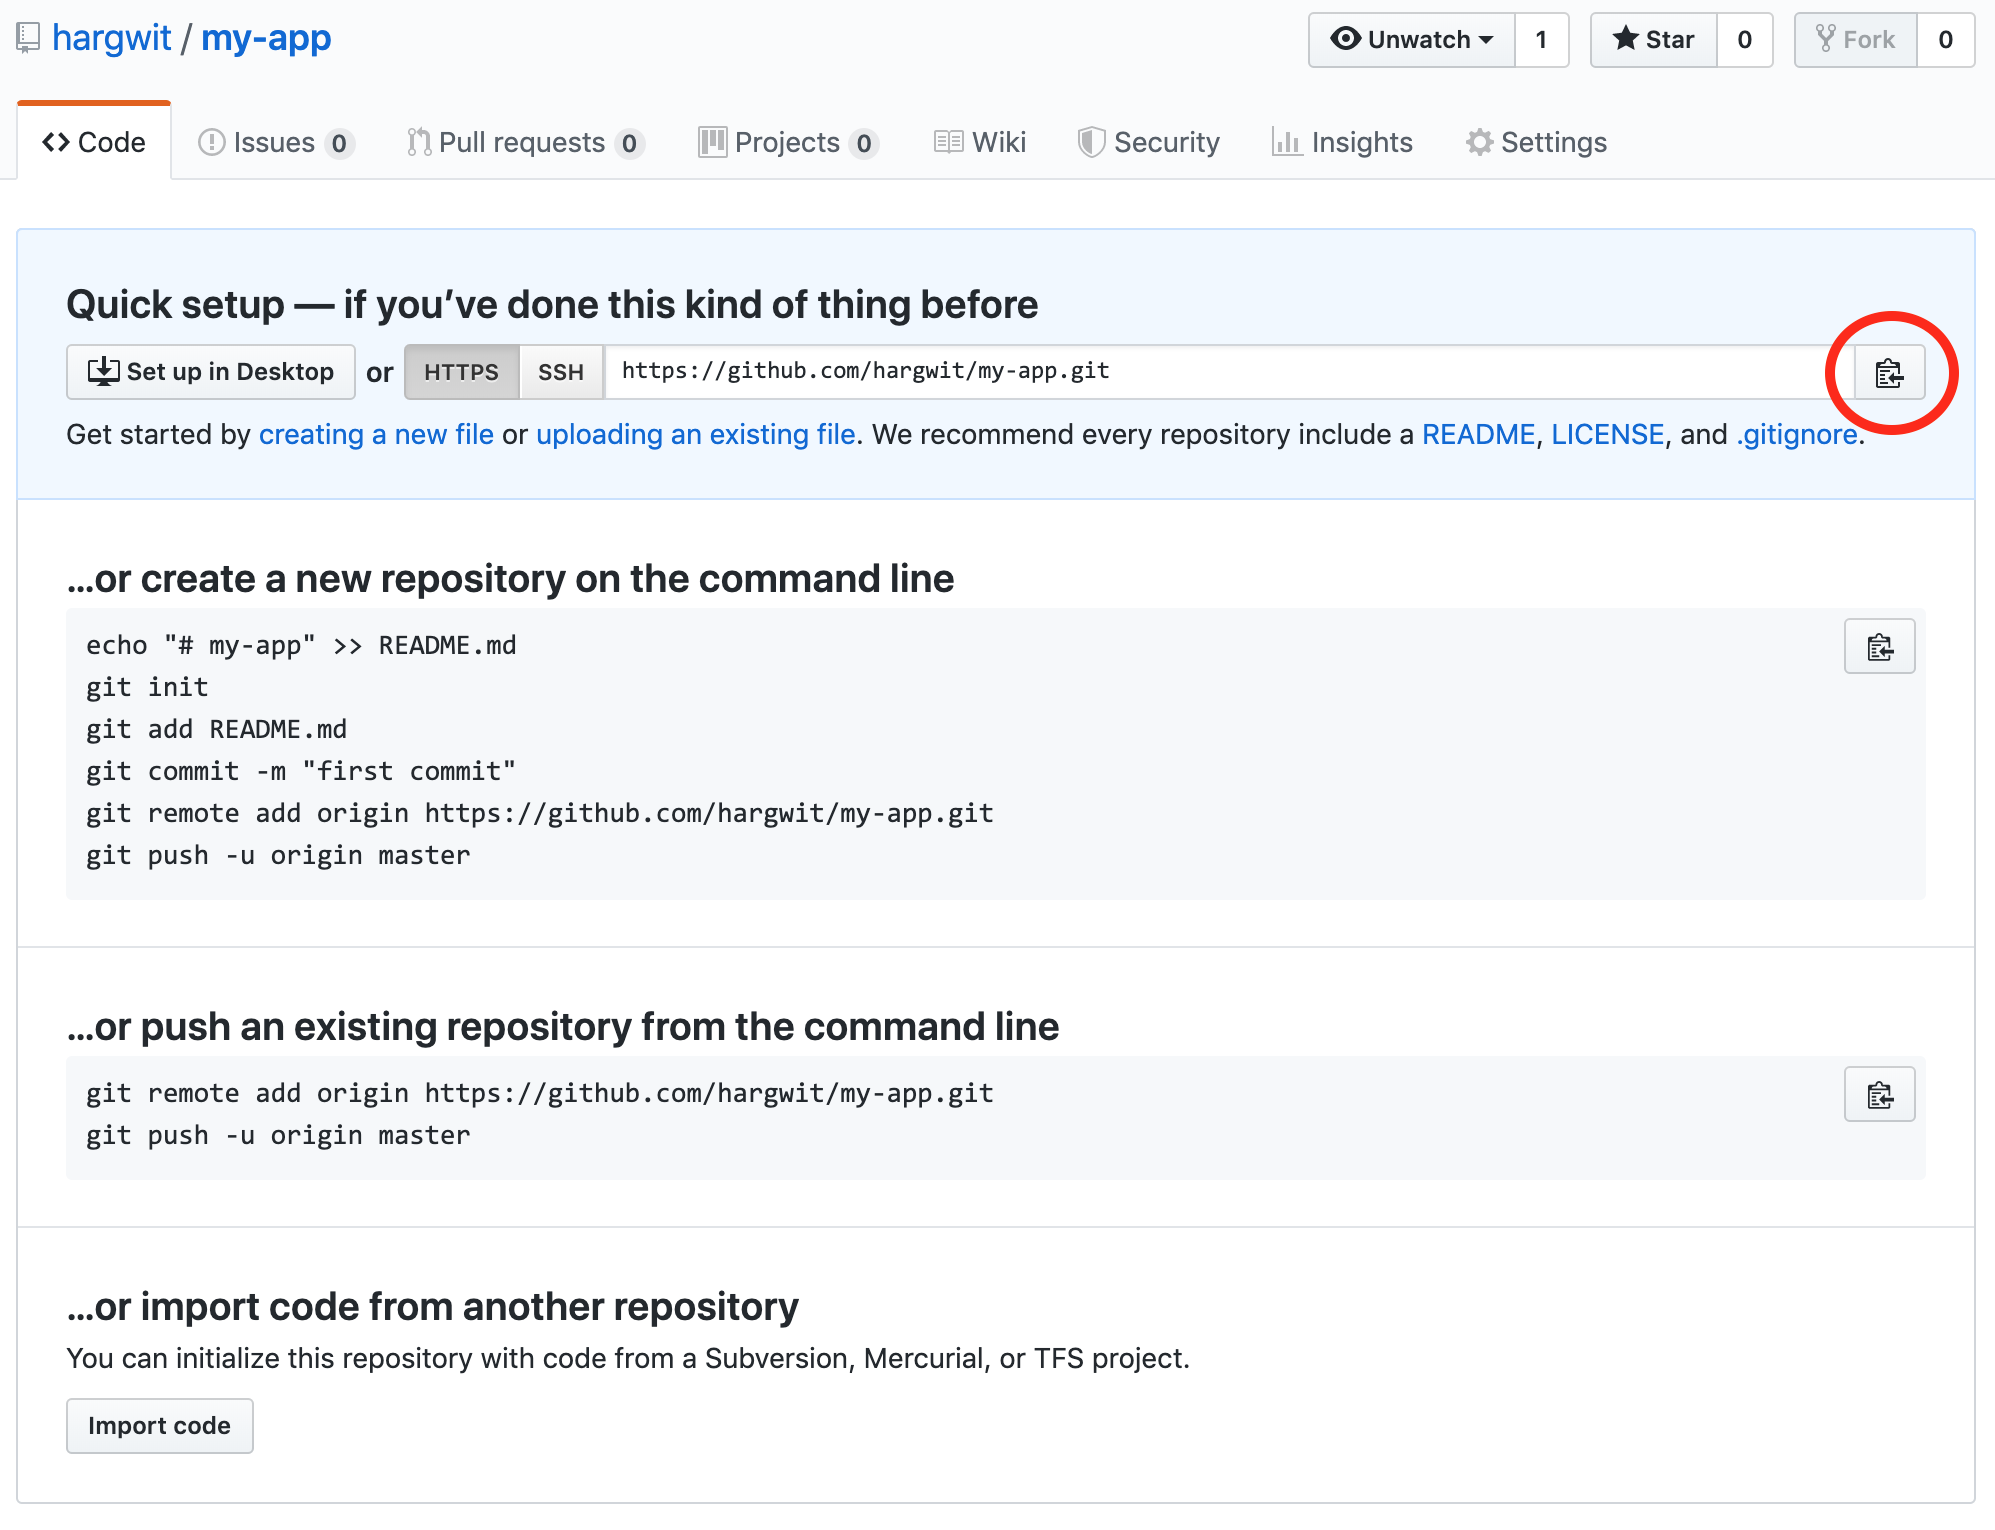 hargwit / my-app
Unwatch 1 Star 0 Fork 0
Code Issues 0 Pull requests 0 Projects 0 Wiki Security Insights Settings
Quick setup — if you’ve done this kind of thing before
Set up in Desktop or HTTPS SSH https://github.com/hargwit/my-app.git
Get started by creating a new file or uploading an existing file. We recommend every repository include a README, LICENSE, and .gitignore.
…or create a new repository on the command line
echo "# my-app" >> README.md
git init
git add README.md
git commit -m "first commit"
git remote add origin https://github.com/hargwit/my-app.git
git push -u origin master
…or push an existing repository from the command line
git remote add origin https://github.com/hargwit/my-app.git
git push -u origin master
…or import code from another repository
You can initialize this repository with code from a Subversion, Mercurial, or TFS project.
Import code